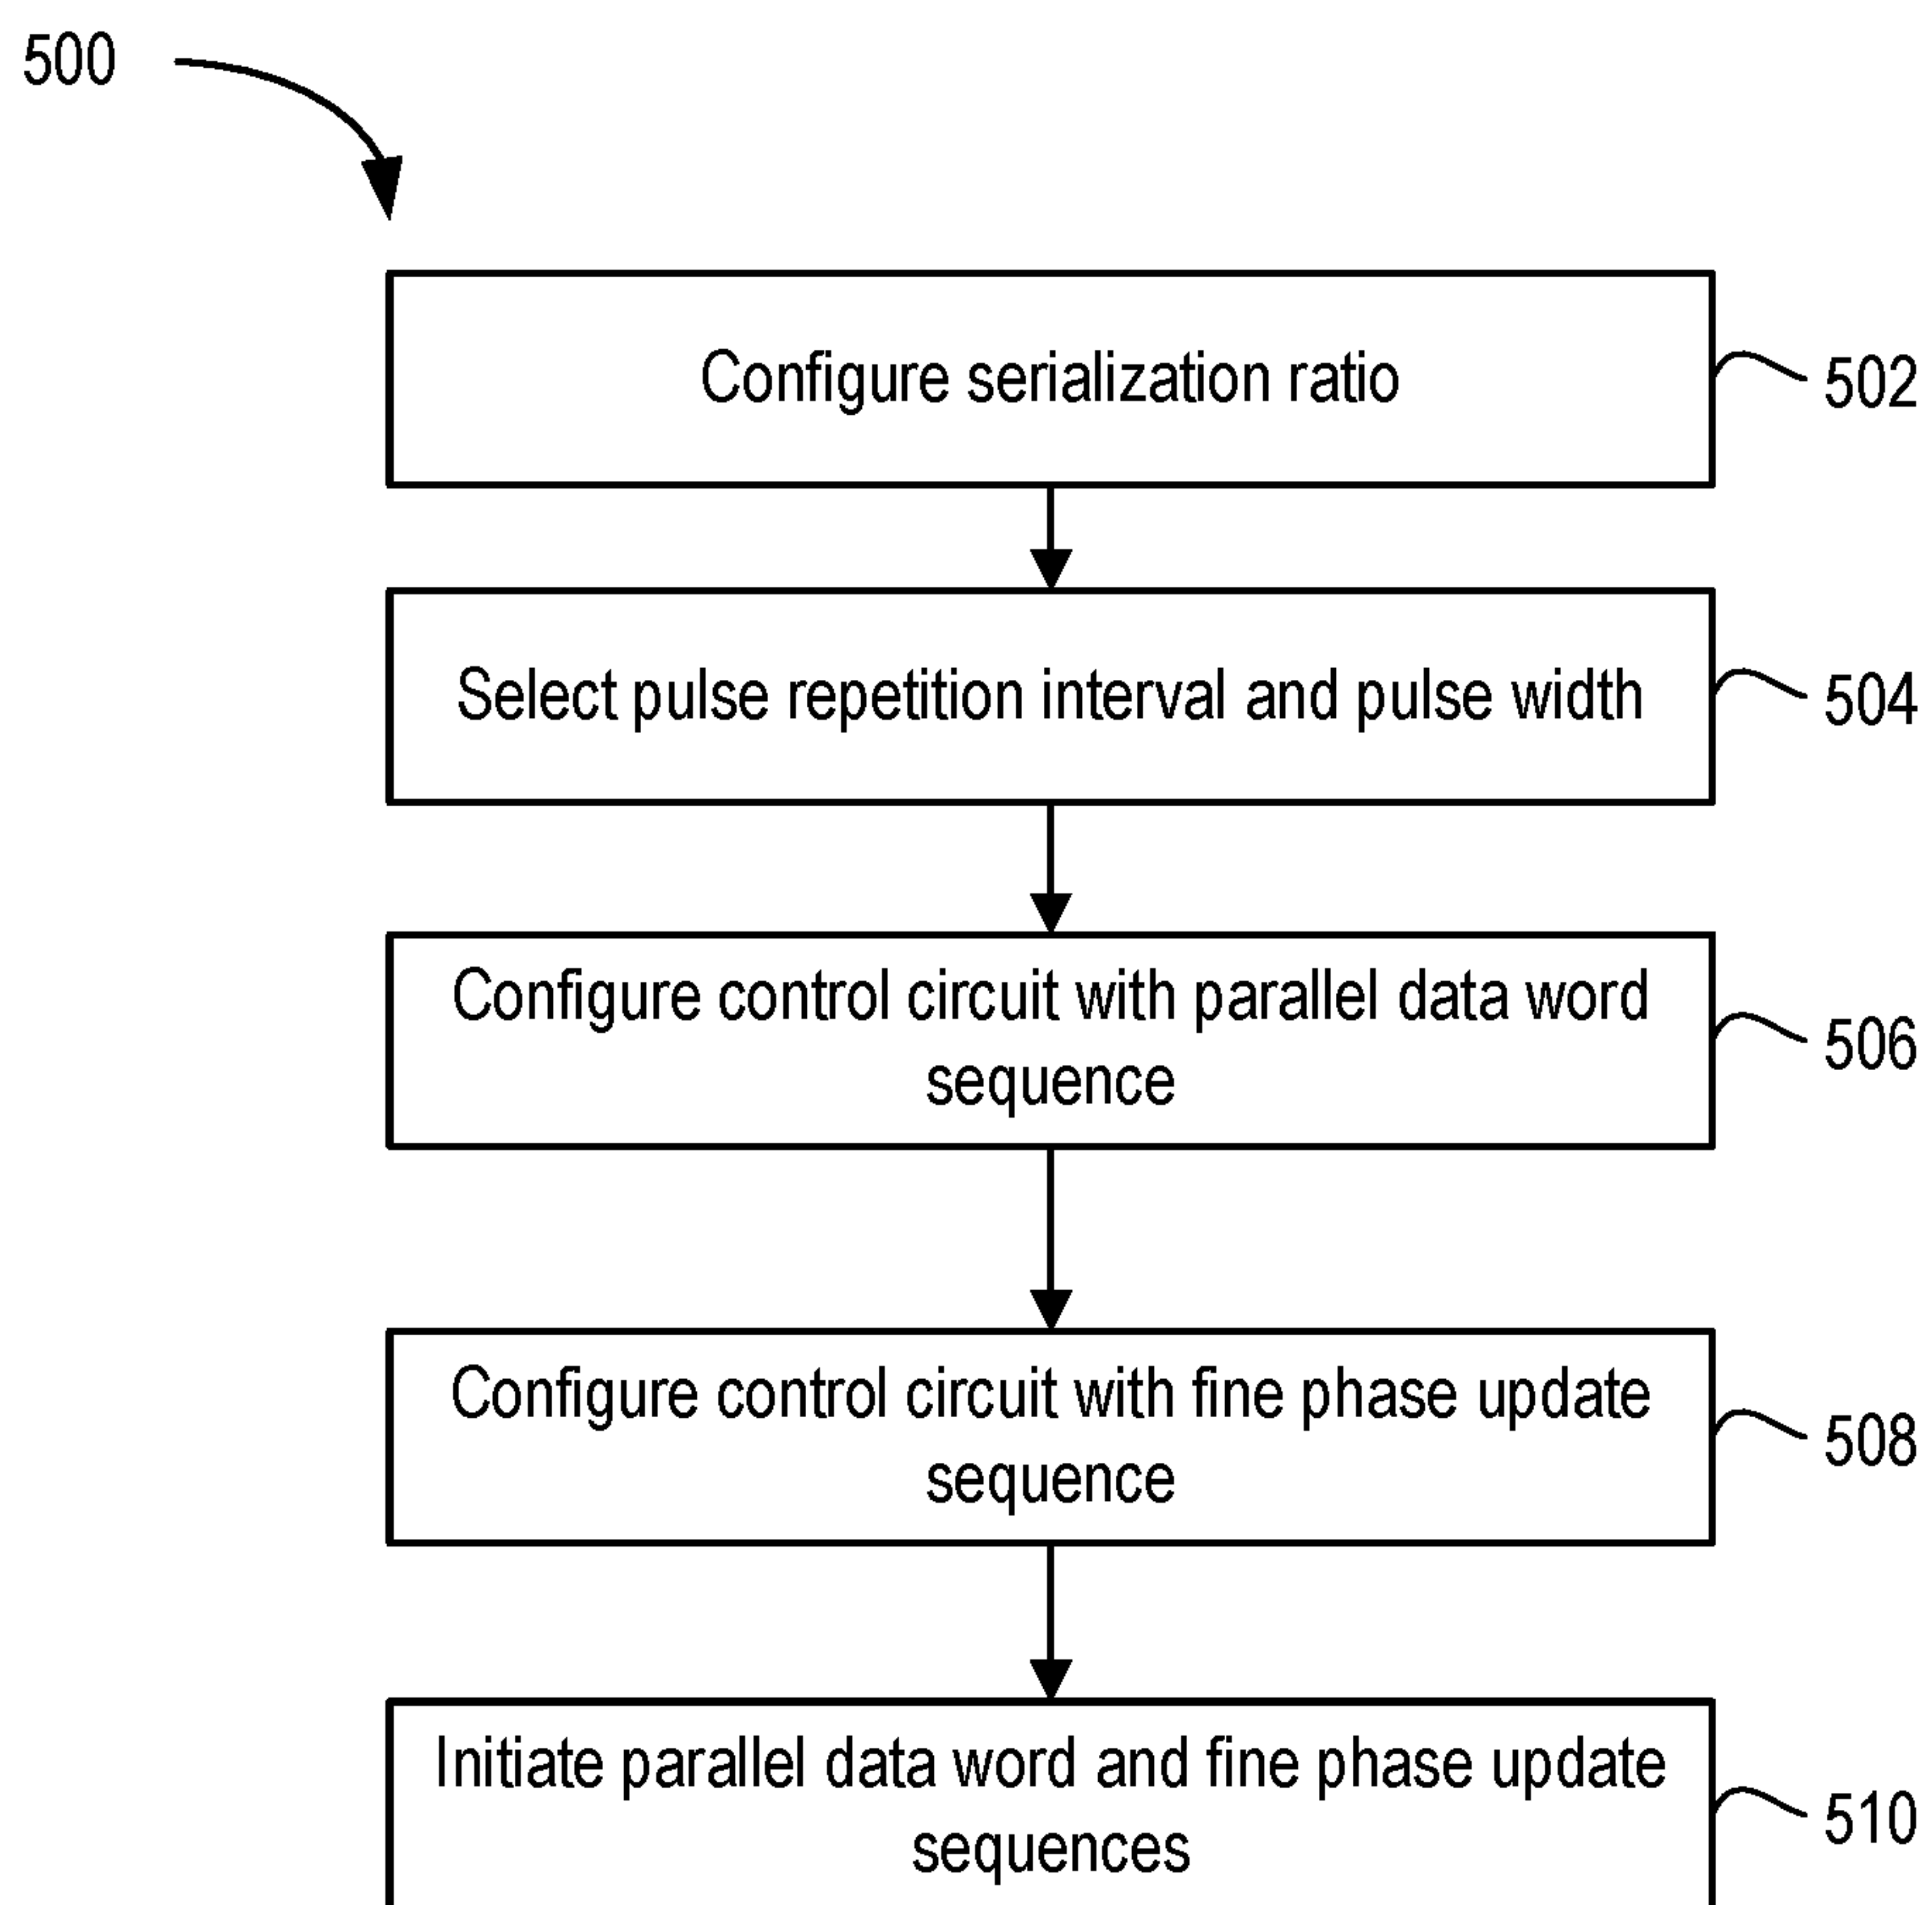 500
Configure serialization ratio
502
Select pulse repetition interval and pulse width
504
Configure control circuit with parallel data word
sequence
506
Configure control circuit with fine phase update
sequence
508
Initiate parallel data word and fine phase update
sequences
510